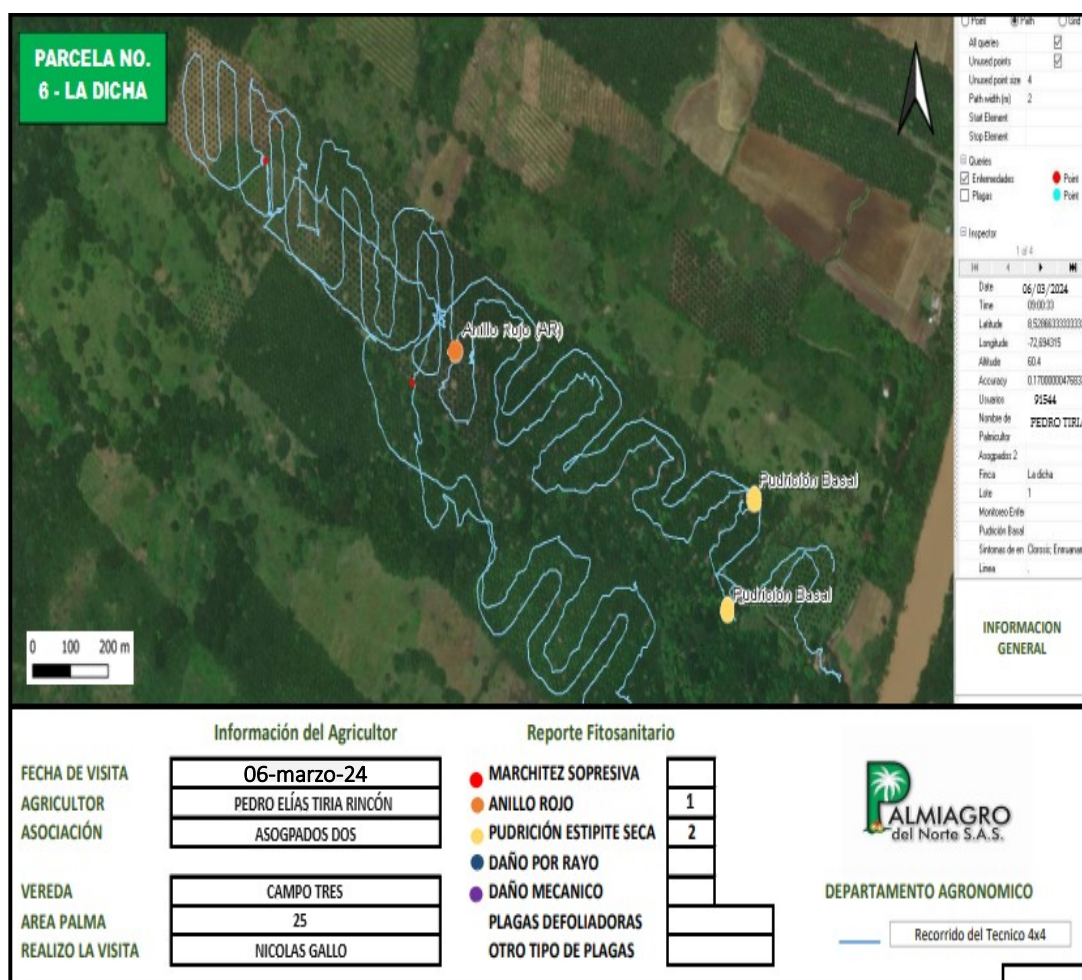 PARCELA NO.
6 - LA DICHA
Anillo Rojo (AR)
Pudrición Basal
Pudrición Basal
0 100 200 m
Point Path Grid
All queries
Unused points
Unused point size 4
Path width (m) 2
Start Element
Stop Element
Queries
Enfermedades Point
Plagas Point
Inspector
1 of 4
Date 06/03/2024
Time 09:00:33
Latitude
Longitude -72,694315
Altitude 60.4
Accuracy
Usuarios 91544
Nombre de PEDRO TIRIA
Palmicultor
Asogpados 2
Finca La dicha
Lote 1
Monitoreo Enfer
Pudrición Basal
Sintomas de en Clorosis;
Linea .
INFORMACION
GENERAL
Información del Agricultor
FECHA DE VISITA 06-marzo-24
AGRICULTOR PEDRO ELÍAS TIRIA RINCÓN
ASOCIACIÓN ASOGPADOS DOS
VEREDA CAMPO TRES
AREA PALMA 25
REALIZO LA VISITA NICOLAS GALLO
Reporte Fitosanitario
MARCHITEZ SOPRESIVA
ANILLO ROJO 1
PUDRICIÓN ESTIPITE SECA 2
DAÑO POR RAYO
DAÑO MECANICO
PLAGAS DEFOLIADORAS
OTRO TIPO DE PLAGAS
PALMIAGRO
del Norte S.A.S.
DEPARTAMENTO AGRONOMICO
Recorrido del Tecnico 4x4